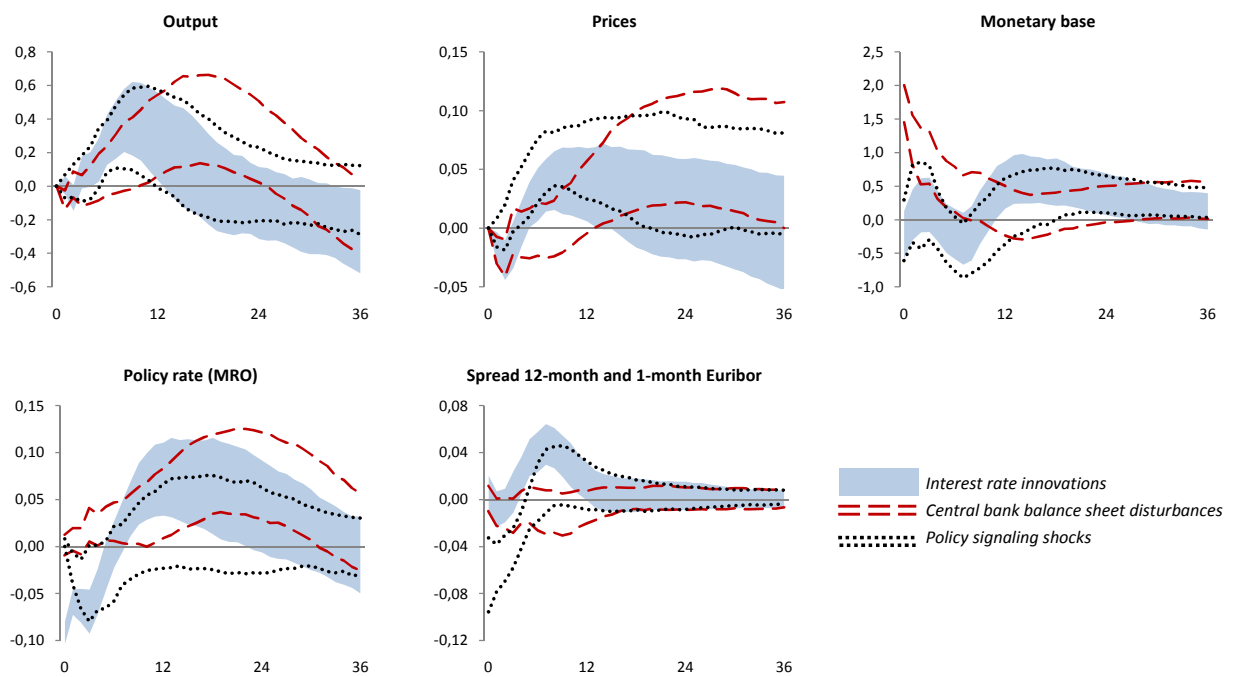 Output
0,8
0,6
0,4
0,2
0,0
-0,2
-0,4
-0,6
0 12 24 36
Prices
0,15
0,10
0,05
0,00
-0,05
0 12 24 36
Monetary base
2,5
2,0
1,5
1,0
0,5
0,0
-0,5
-1,0
0 12 24 36
Policy rate (MRO)
0,15
0,10
0,05
0,00
-0,05
-0,10
0 12 24 36
Spread 12-month and 1-month Euribor
0,08
0,04
0,00
-0,04
-0,08
-0,12
0 12 24 36
Interest rate innovations
Central bank balance sheet disturbances
Policy signaling shocks